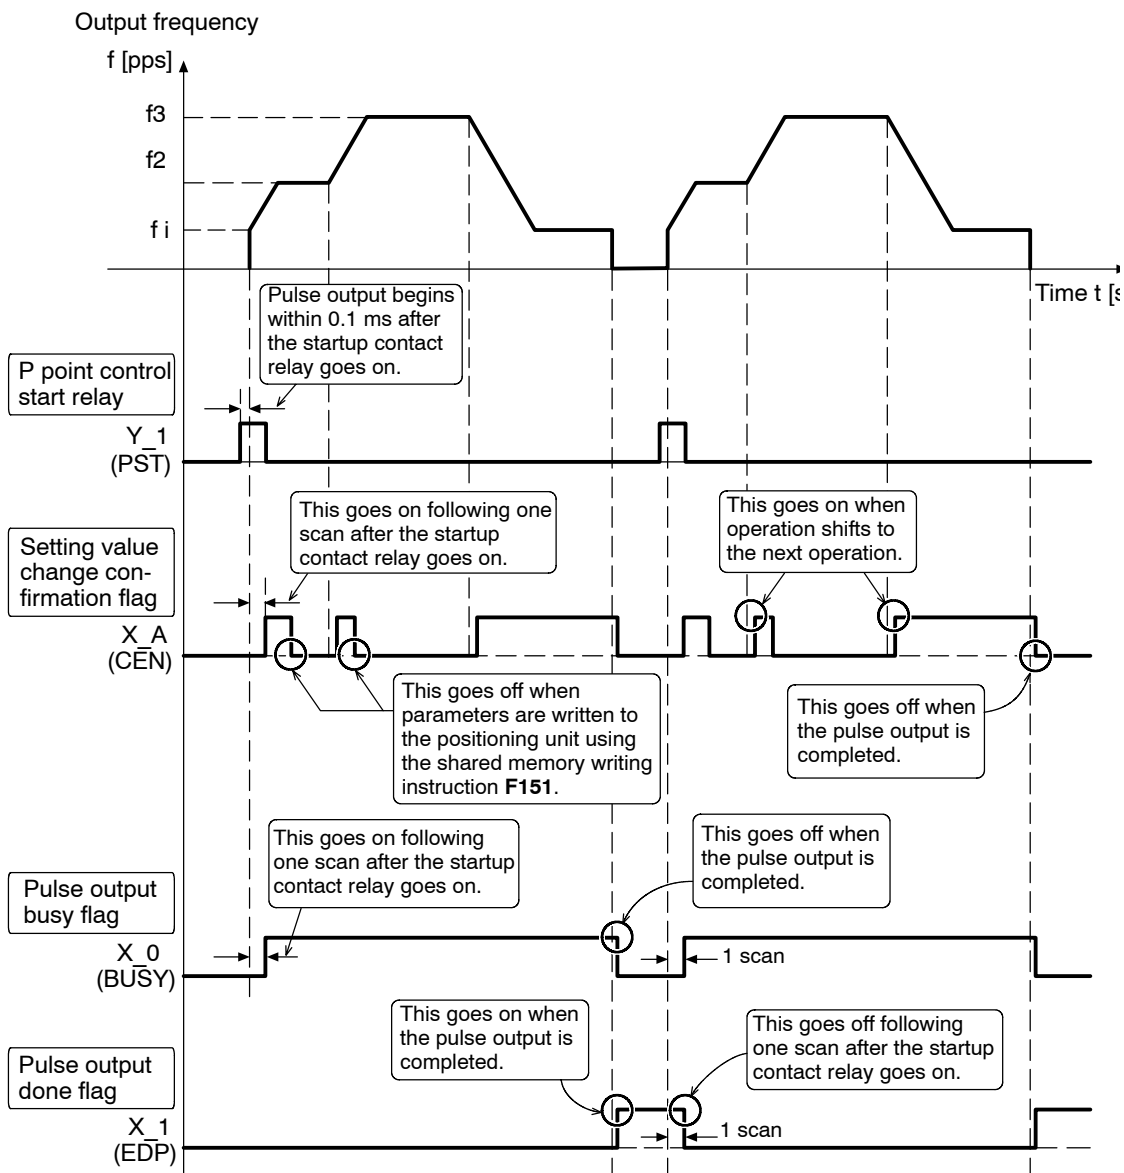 Output frequency
f [pps]
f3
f2
f i
Time t [s
Pulse output begins
within 0.1 ms after
the startup contact
relay goes on.
P point control
start relay
Y_1
(PST)
This goes on following one
scan after the startup
contact relay goes on.
This goes on when
operation shifts to
the next operation.
Setting value
change con-
firmation flag
X_A
(CEN)
This goes off when
parameters are written to
the positioning unit using
the shared memory writing
instruction F151.
This goes off when
the pulse output is
completed.
This goes on following
one scan after the startup
contact relay goes on.
This goes off when
the pulse output is
completed.
Pulse output
busy flag
X_0
(BUSY)
1 scan
This goes on when
the pulse output is
completed.
This goes off following
one scan after the startup
contact relay goes on.
Pulse output
done flag
X_1
(EDP)
1 scan